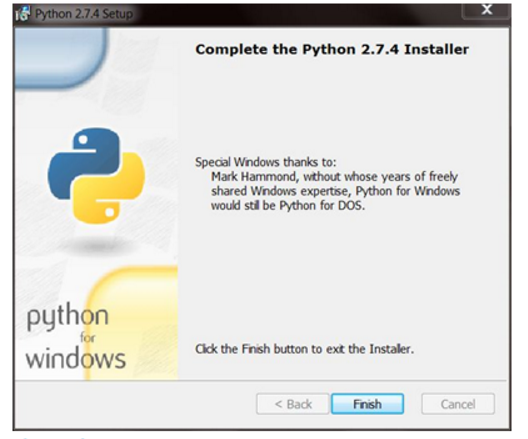 Python 2.7.4 Setup
X
Complete the Python 2.7.4 Installer
Special Windows thanks to:
Mark Hammond, without whose years of freely
shared Windows expertise, Python for Windows
would still be Python for DOS.
python
for
windows
Click the Finish button to exit the Installer.
< Back
Finish
Cancel